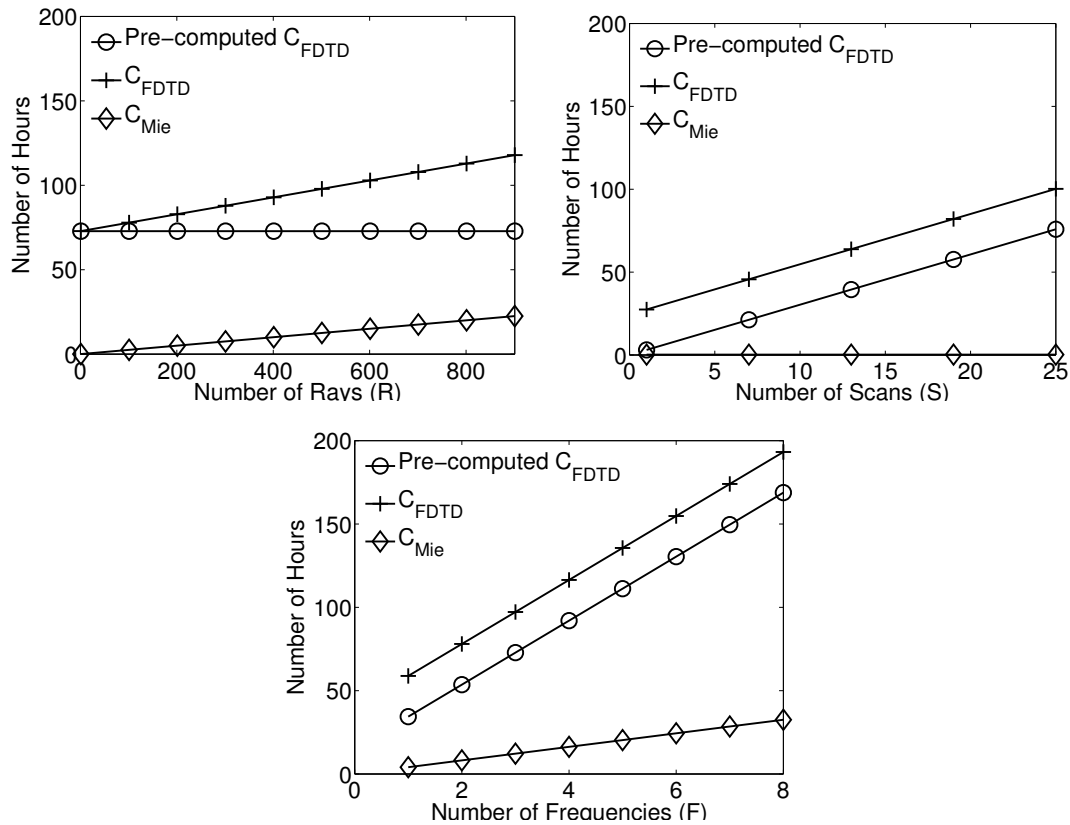 200
150
100
50
0
Number of Hours
Pre−computed C_FDTD
C_FDTD
C_Mie
0 200 400 600 800
Number of Rays (R)
200
150
100
50
0
Number of Hours
Pre−computed C_FDTD
C_FDTD
C_Mie
0 5 10 15 20 25
Number of Scans (S)
200
150
100
50
0
Number of Hours
Pre−computed C_FDTD
C_FDTD
C_Mie
0 2 4 6 8
Number of Frequencies (F)